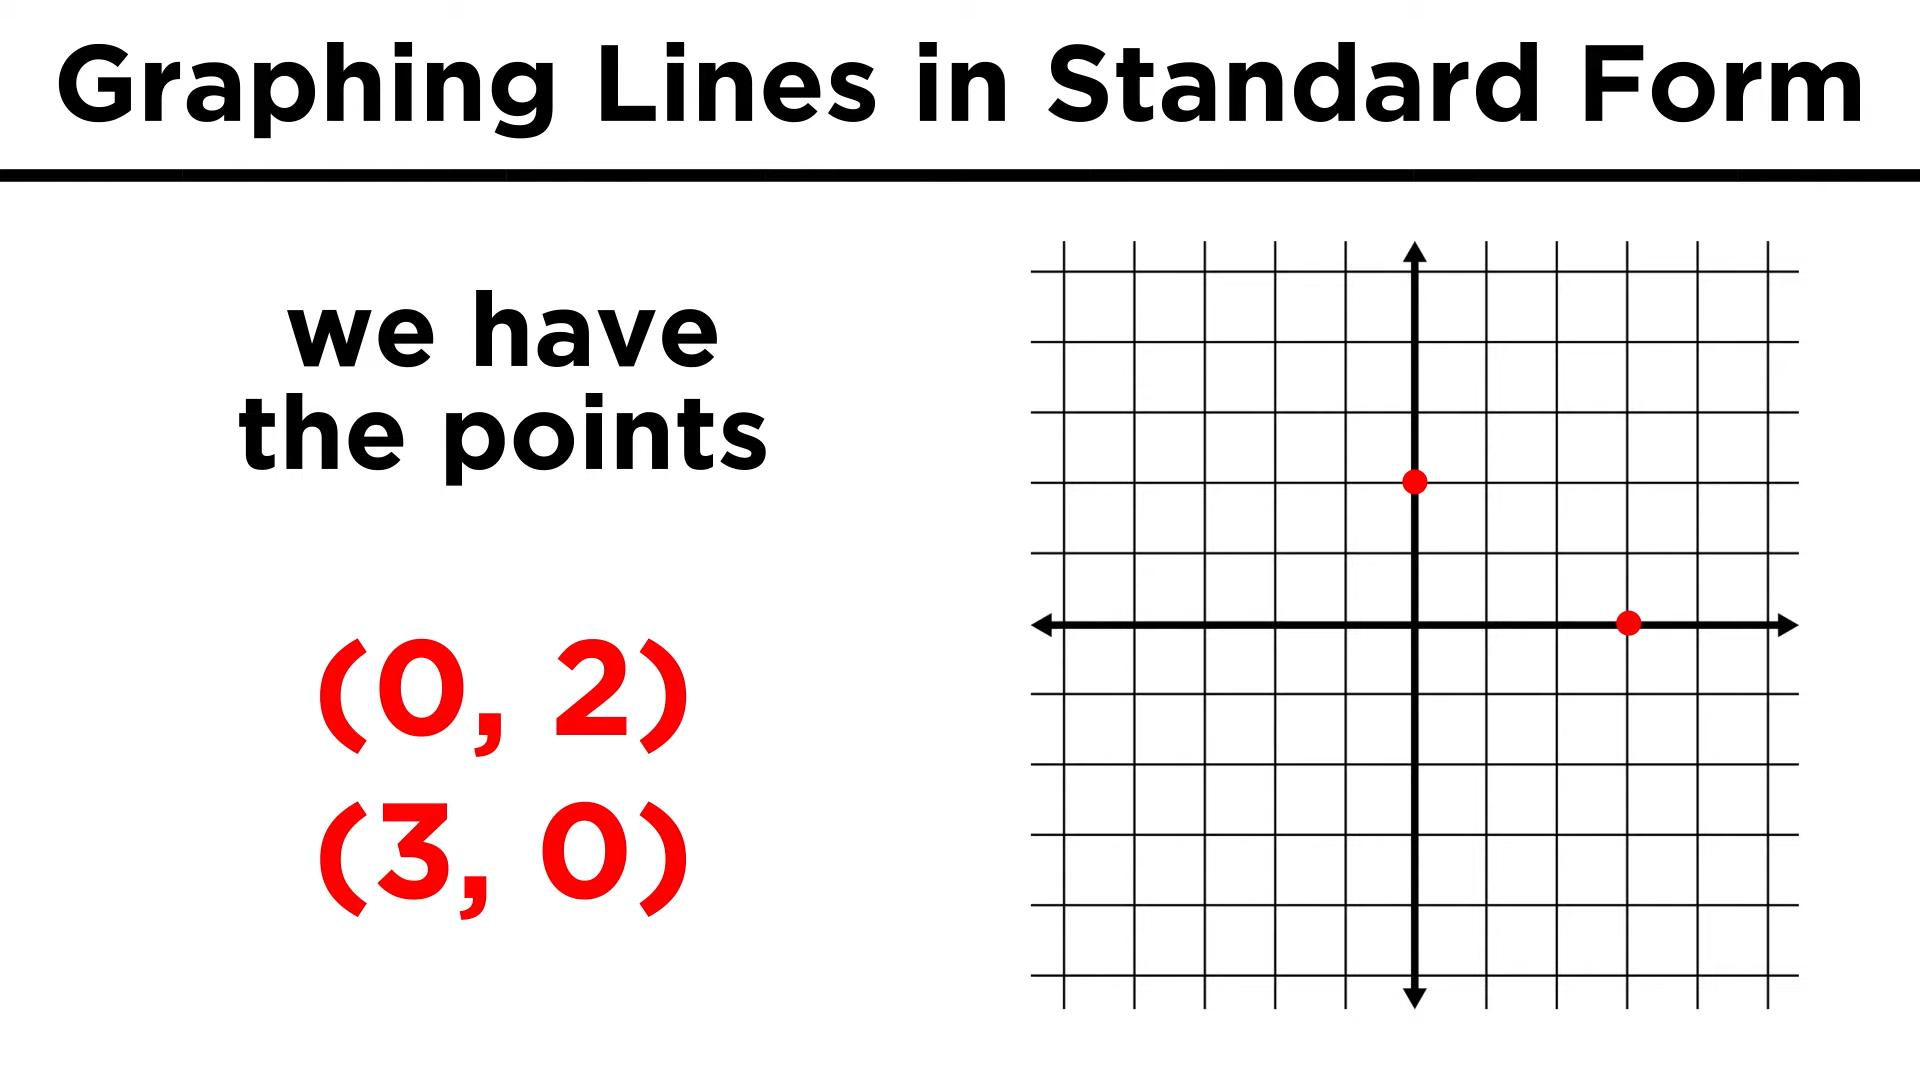 Graphing Lines in Standard Form
we have
the points
(0, 2)
(3, 0)